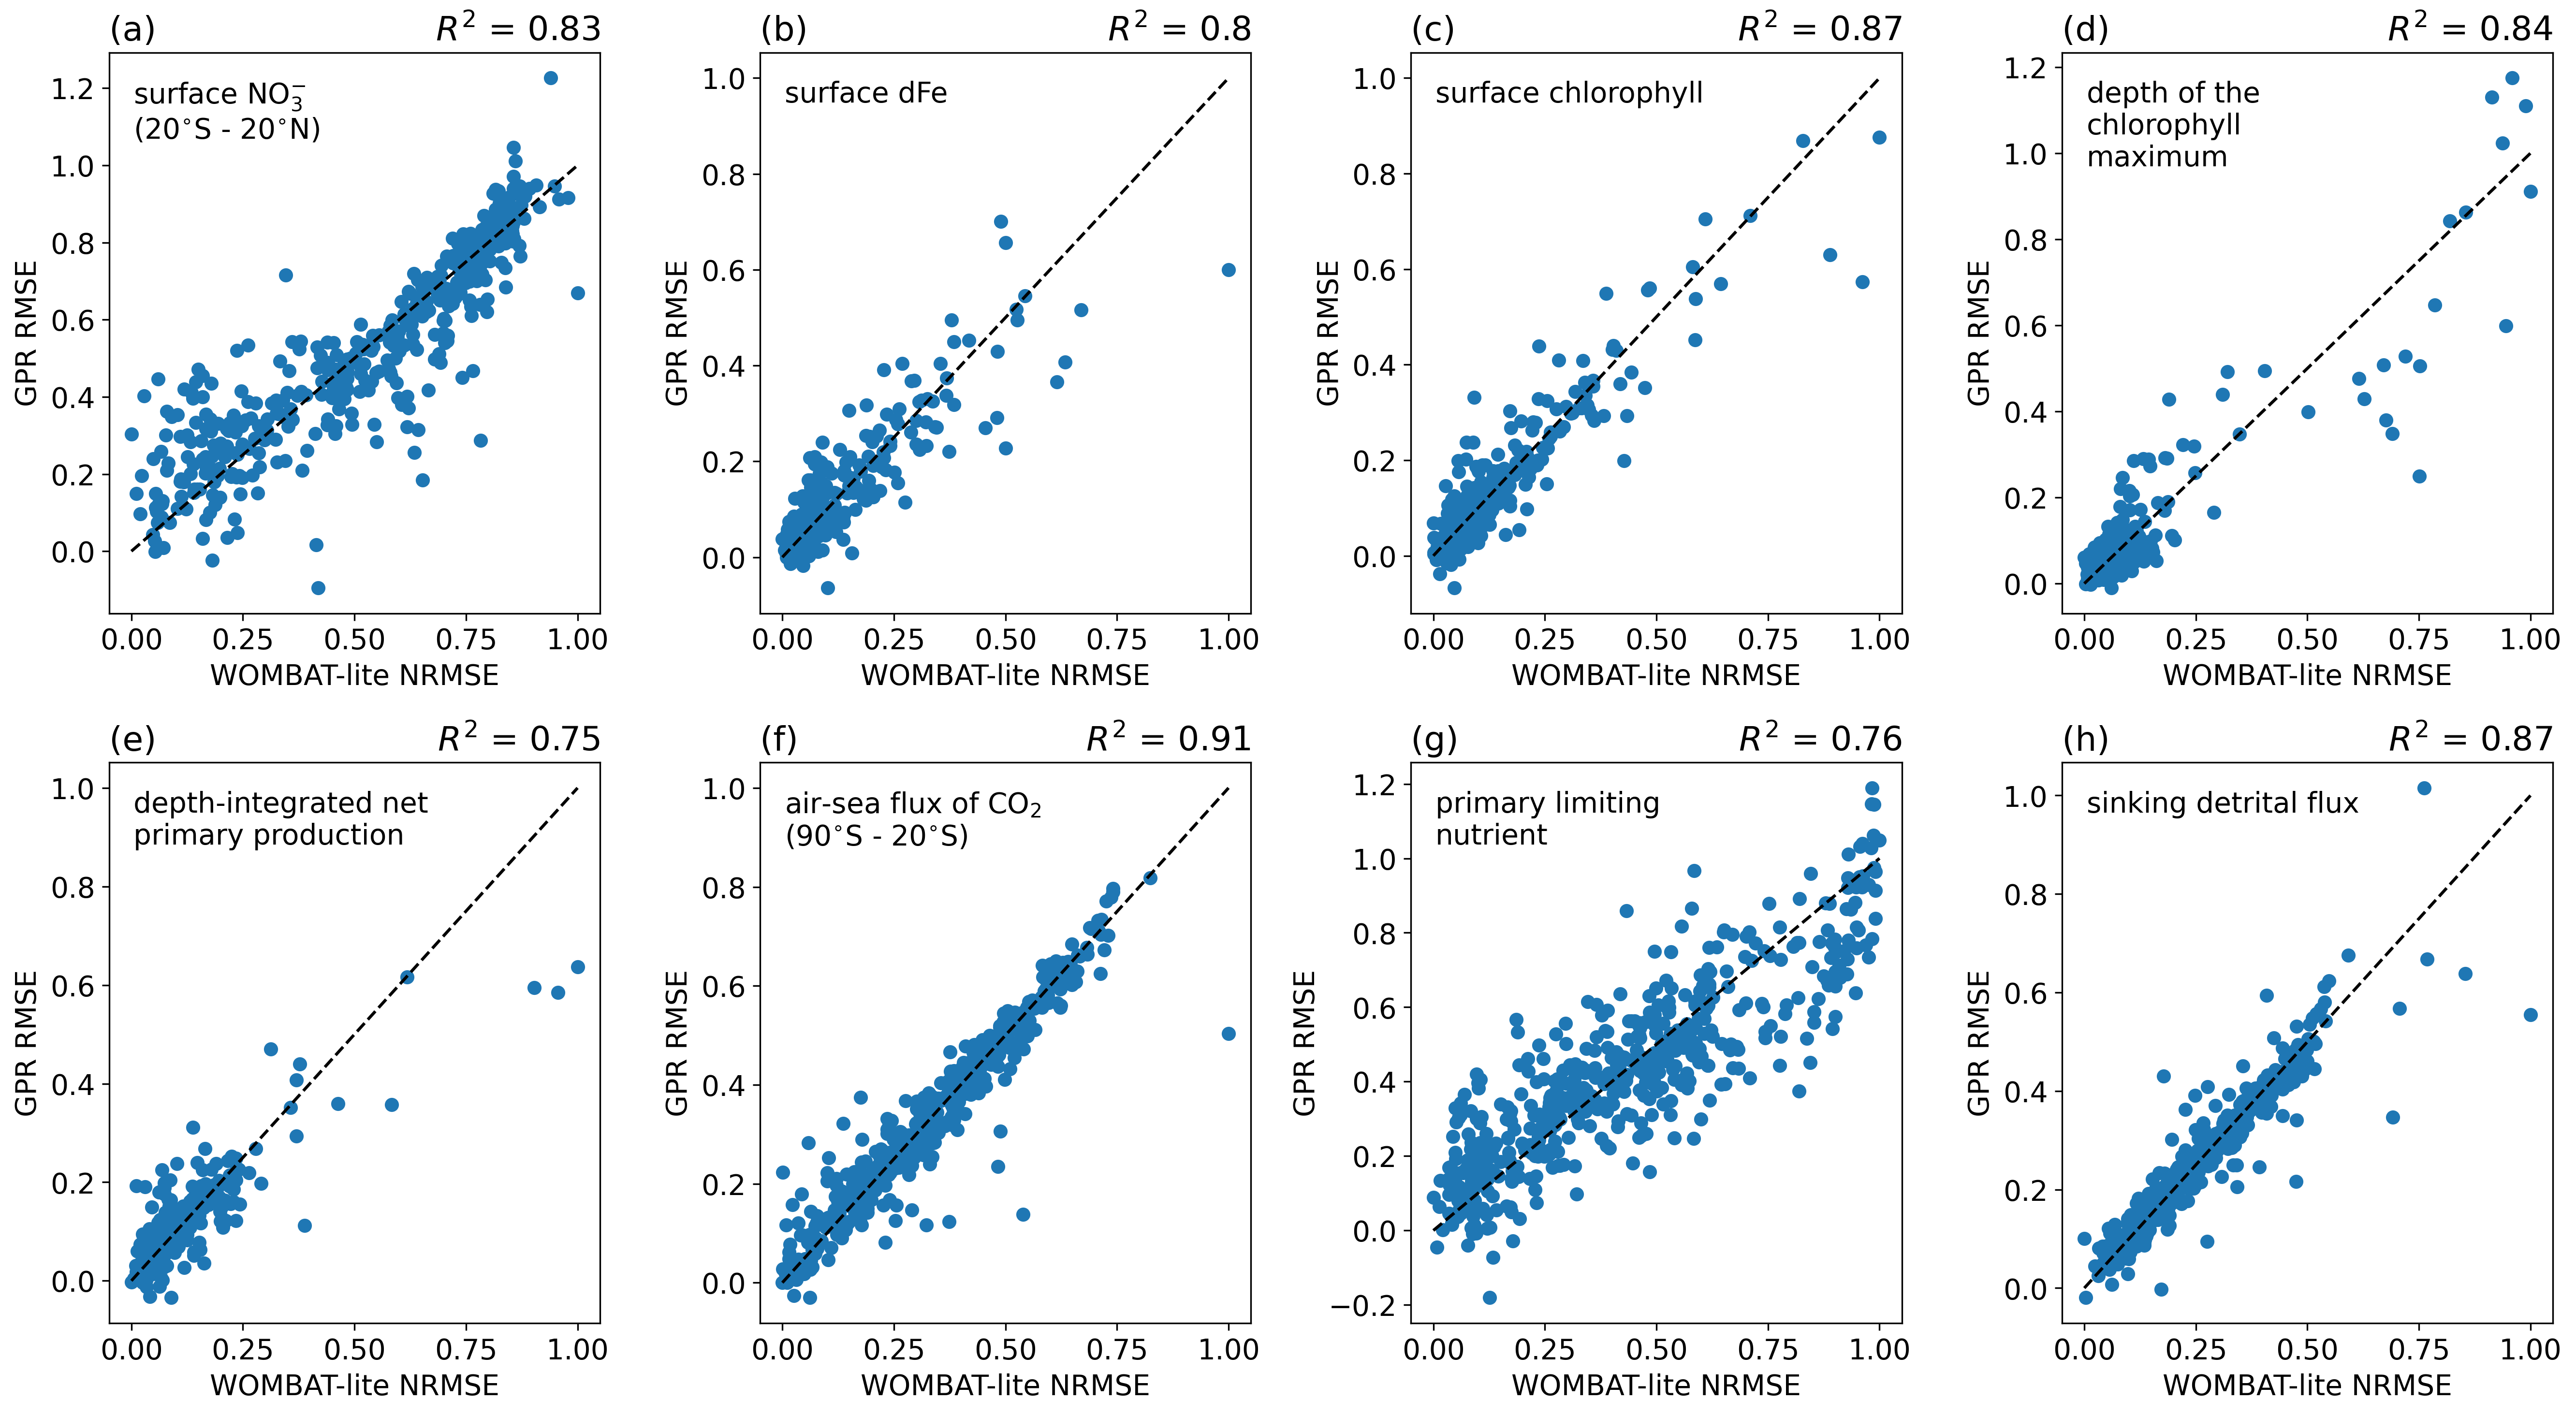 (a) R² = 0.83
surface NO₃⁻
(20°S - 20°N)
1.2
1.0
0.8
0.6
0.4
0.2
0.0
GPR RMSE
0.00 0.25 0.50 0.75 1.00
WOMBAT-lite NRMSE
(b) R² = 0.8
surface dFe
1.0
0.8
0.6
0.4
0.2
0.0
GPR RMSE
0.00 0.25 0.50 0.75 1.00
WOMBAT-lite NRMSE
(c) R² = 0.87
surface chlorophyll
1.0
0.8
0.6
0.4
0.2
0.0
GPR RMSE
0.00 0.25 0.50 0.75 1.00
WOMBAT-lite NRMSE
(d) R² = 0.84
depth of the
chlorophyll
maximum
1.2
1.0
0.8
0.6
0.4
0.2
0.0
GPR RMSE
0.00 0.25 0.50 0.75 1.00
WOMBAT-lite NRMSE
(e) R² = 0.75
depth-integrated net
primary production
1.0
0.8
0.6
0.4
0.2
0.0
GPR RMSE
0.00 0.25 0.50 0.75 1.00
WOMBAT-lite NRMSE
(f) R² = 0.91
air-sea flux of CO₂
(90°S - 20°S)
1.0
0.8
0.6
0.4
0.2
0.0
GPR RMSE
0.00 0.25 0.50 0.75 1.00
WOMBAT-lite NRMSE
(g) R² = 0.76
primary limiting
nutrient
1.2
1.0
0.8
0.6
0.4
0.2
0.0
−0.2
GPR RMSE
0.00 0.25 0.50 0.75 1.00
WOMBAT-lite NRMSE
(h) R² = 0.87
sinking detrital flux
1.0
0.8
0.6
0.4
0.2
0.0
GPR RMSE
0.00 0.25 0.50 0.75 1.00
WOMBAT-lite NRMSE